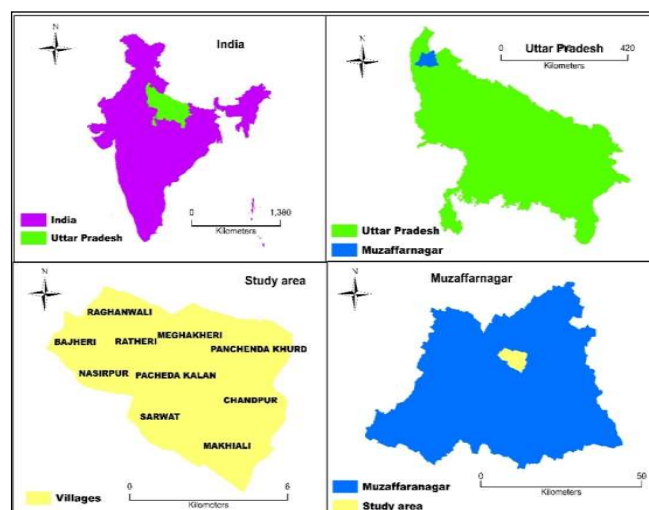 N
India
0 1,380
Kilometers
India
Uttar Pradesh
N
Uttar Pradesh
0 420
Kilometers
Uttar Pradesh
Muzaffarnagar
N
Study area
RAGHANWALI
MEGHAKHERI
BAJHERI RATHERI
PANCHENDA KHURD
NASIRPUR PACHEDA KALAN
CHANDPUR
SARWAT
MAKHIALI
0 6
Kilometers
Villages
N
Muzaffarnagar
0 50
Kilometers
Muzaffaranagar
Study area